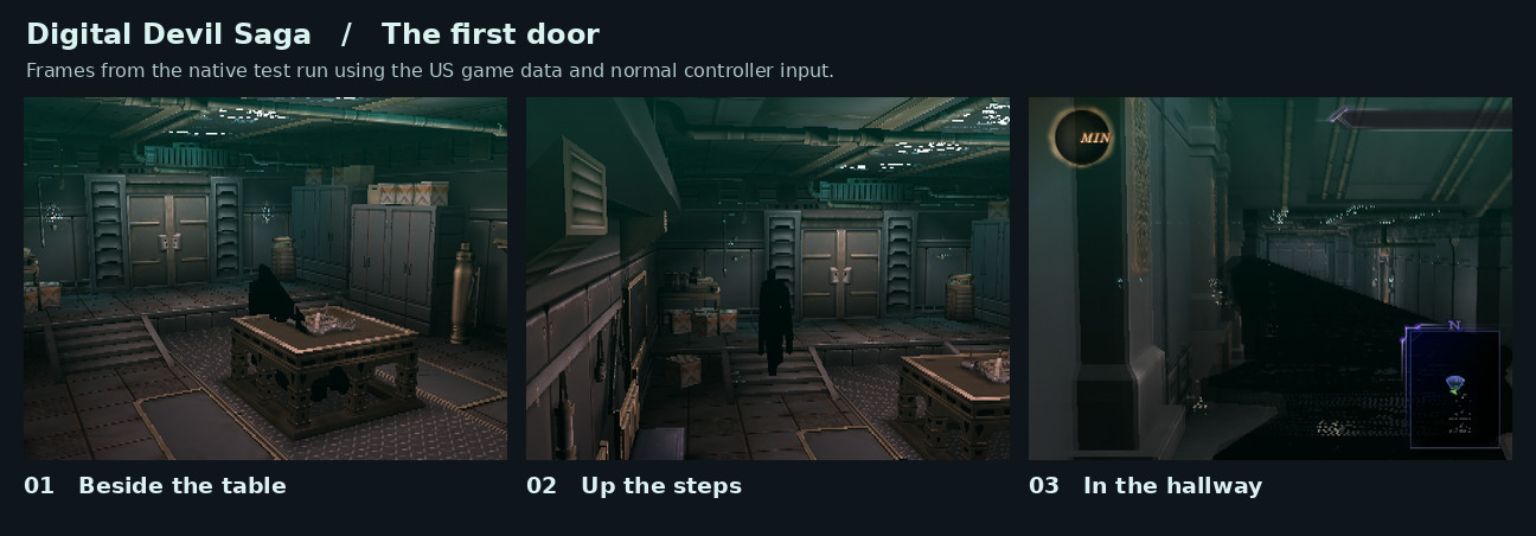 Digital Devil Saga / The first door
Frames from the native test run using the US game data and normal controller input.
MIN
N
01 Beside the table
02 Up the steps
03 In the hallway